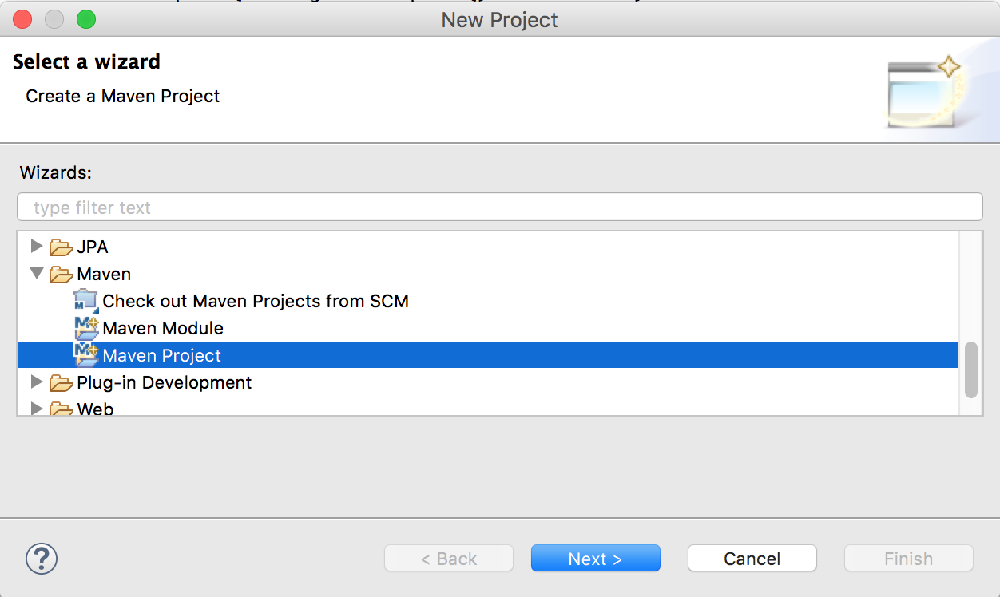 New Project
Select a wizard
Create a Maven Project
Wizards:
type filter text
JPA
Maven
Check out Maven Projects from SCM
Maven Module
Maven Project
Plug-in Development
Web
?
< Back
Next >
Cancel
Finish